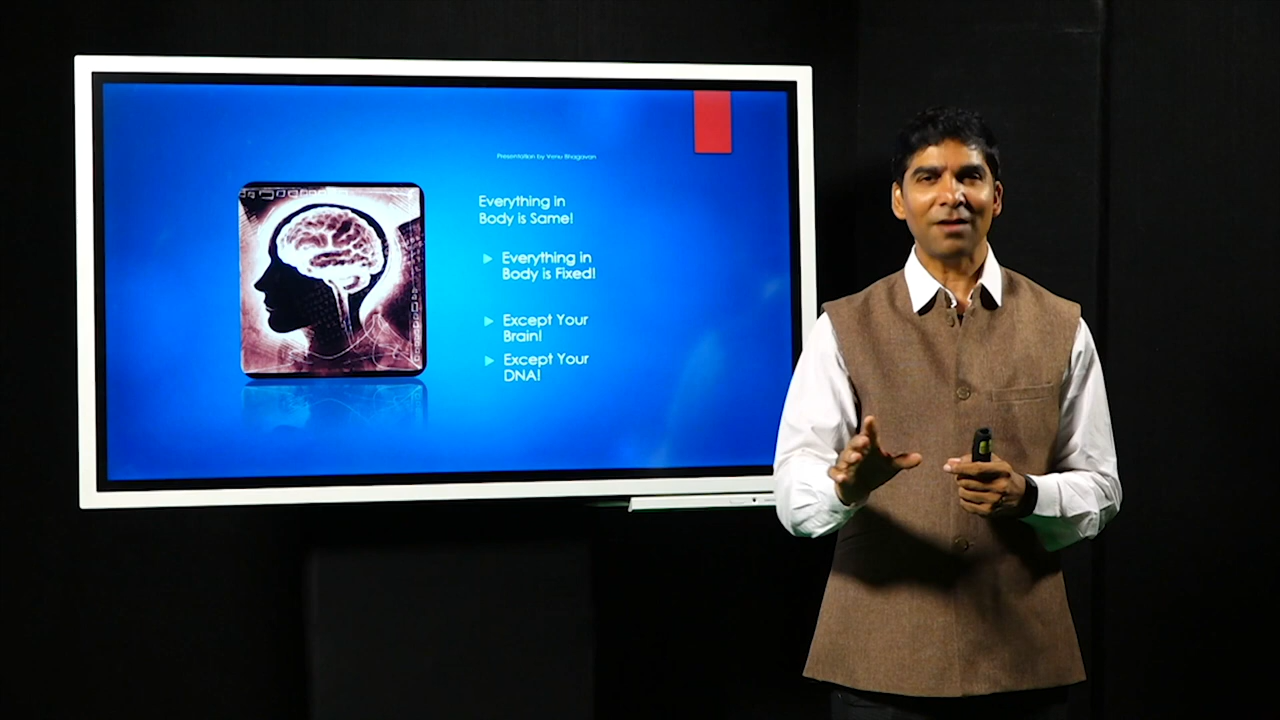 Presentation by Venu Bhagavan
Everything in
Body is Same!
Everything in
Body is Fixed!
Except Your
Brain!
Except Your
DNA!